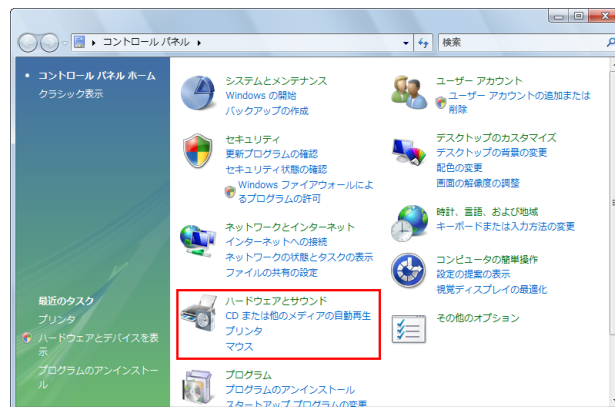 コントロール パネル
検索
コントロール パネル ホーム
クラシック表示
システムとメンテナンス
Windows の開始
バックアップの作成
セキュリティ
更新プログラムの確認
セキュリティ状態の確認
Windows ファイアウォールによ
るプログラムの許可
ネットワークとインターネット
インターネットへの接続
ネットワークの状態とタスクの表示
ファイルの共有の設定
ハードウェアとサウンド
CD または他のメディアの自動再生
プリンタ
マウス
プログラム
プログラムのアンインストール
スタートアップ プログラムの変更
ユーザー アカウント
ユーザー アカウントの追加または
削除
デスクトップのカスタマイズ
デスクトップの背景の変更
配色の変更
画面の解像度の調整
時計、言語、および地域
キーボードまたは入力方法の変更
コンピュータの簡単操作
設定の提案の表示
視覚ディスプレイの最適化
その他のオプション
最近のタスク
プリンタ
ハードウェアとデバイスを表
示
プログラムのアンインストー
ル